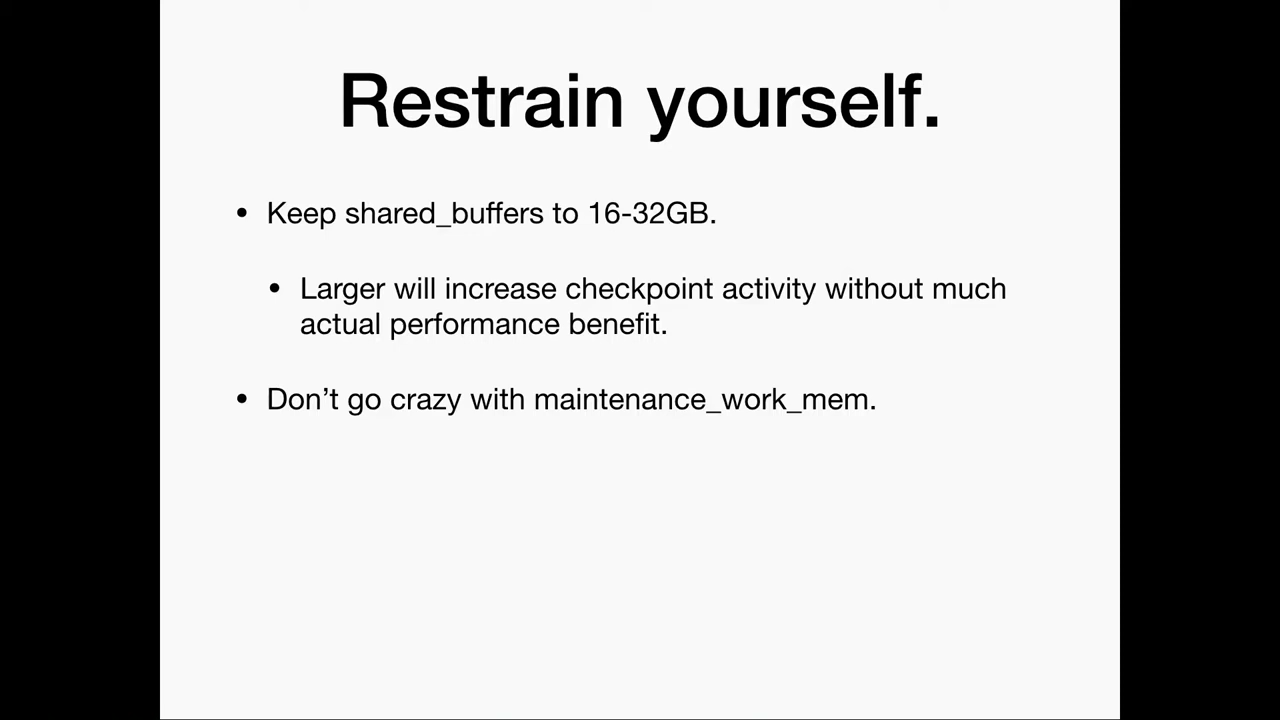 Restrain yourself.
• Keep shared_buffers to 16-32GB.
• Larger will increase checkpoint activity without much
actual performance benefit.
• Don’t go crazy with maintenance_work_mem.